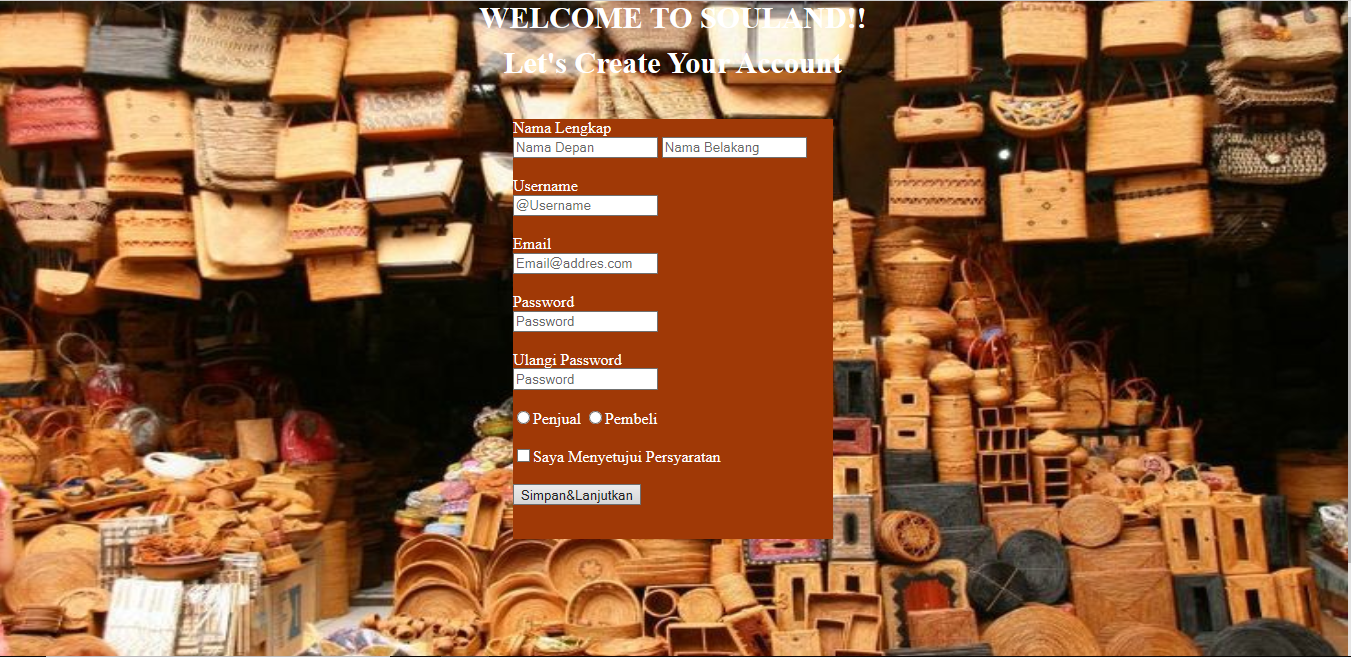 WELCOME TO SOULAND!!
Let's Create Your Account
Nama Lengkap
Nama Depan Nama Belakang
Username
@Username
Email
Email@addres.com
Password
Password
Ulangi Password
Password
Penjual Pembeli
Saya Menyetujui Persyaratan
Simpan&Lanjutkan